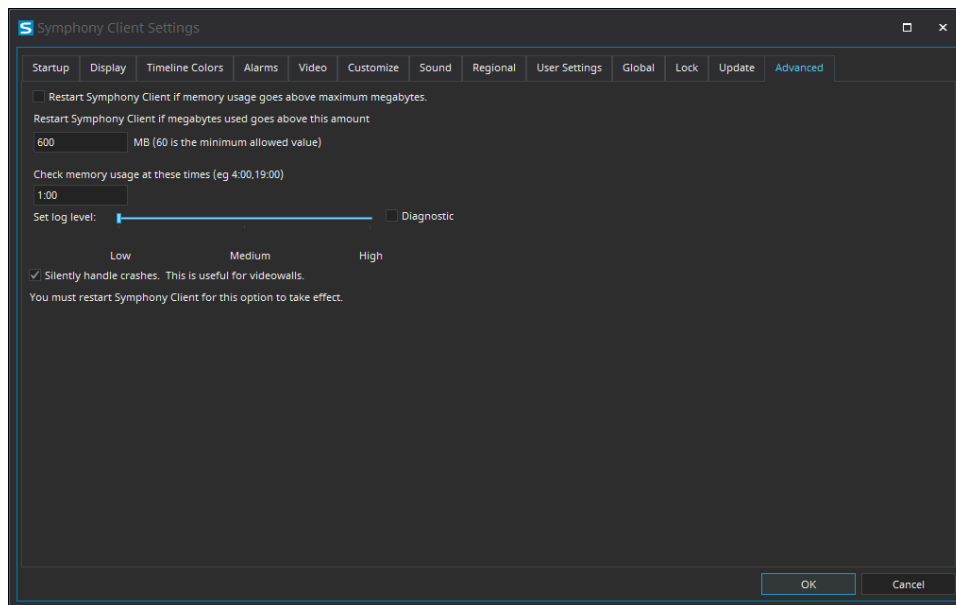 S Symphony Client Settings
Startup Display Timeline Colors Alarms Video Customize Sound Regional User Settings Global Lock Update Advanced
Restart Symphony Client if memory usage goes above maximum megabytes.
Restart Symphony Client if megabytes used goes above this amount
600 MB (60 is the minimum allowed value)
Check memory usage at these times (eg 4:00,19:00)
1:00
Set log level: Diagnostic
Low Medium High
Silently handle crashes. This is useful for videowalls.
You must restart Symphony Client for this option to take effect.
OK Cancel